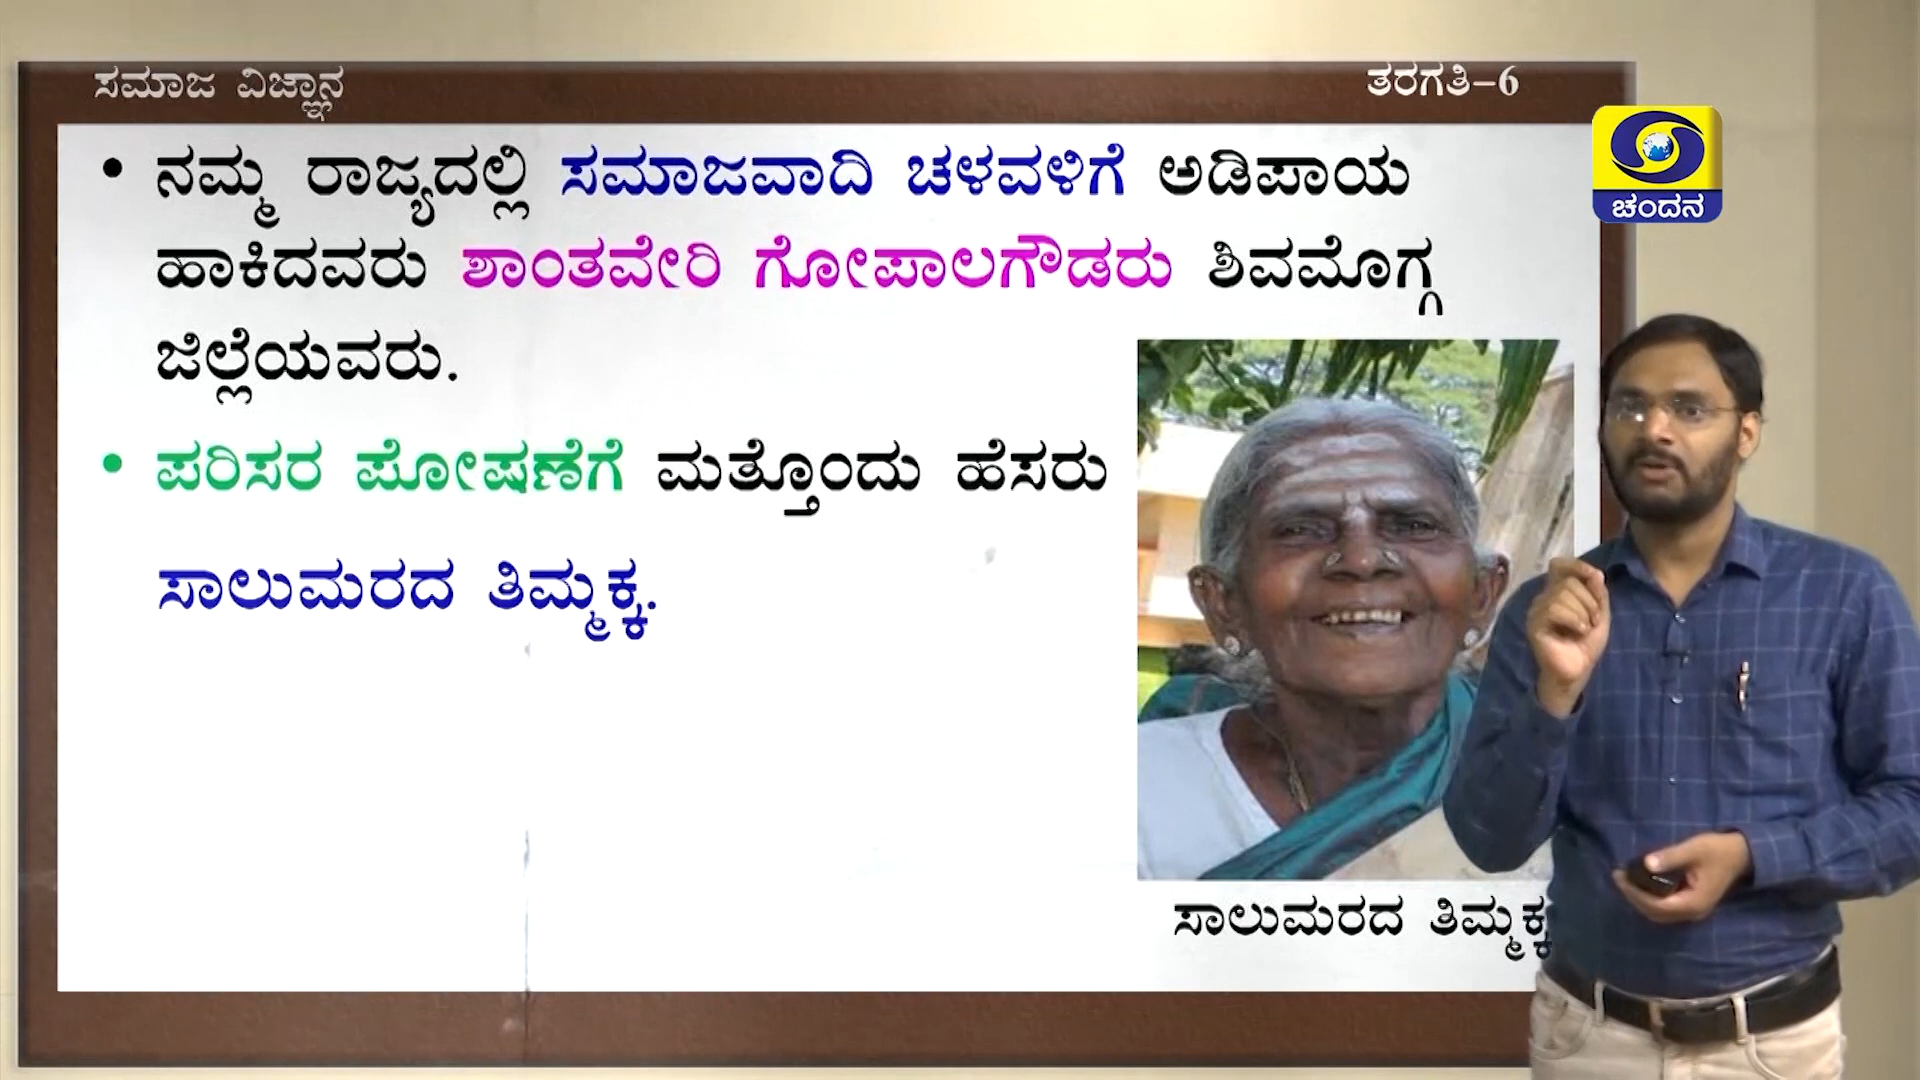 ಸಮಾಜ ವಿಜ್ಞಾನ
ತರಗತಿ-6
ಚಂದನ
• ನಮ್ಮ ರಾಜ್ಯದಲ್ಲಿ ಸಮಾಜವಾದಿ ಚಳವಳಿಗೆ ಅಡಿಪಾಯ
ಹಾಕಿದವರು ಶಾಂತವೇರಿ ಗೋಪಾಲಗೌಡರು ಶಿವಮೊಗ್ಗ
ಜಿಲ್ಲೆಯವರು.
• ಪರಿಸರ ಪೋಷಣೆಗೆ ಮತ್ತೊಂದು ಹೆಸರು
ಸಾಲುಮರದ ತಿಮ್ಮಕ್ಕ.
ಸಾಲುಮರದ ತಿಮ್ಮಕ್ಕ